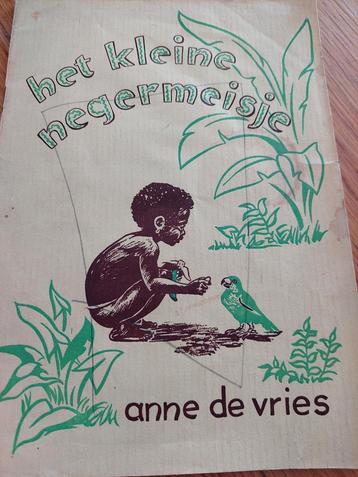 het kleine
negermeisje
anne de vries